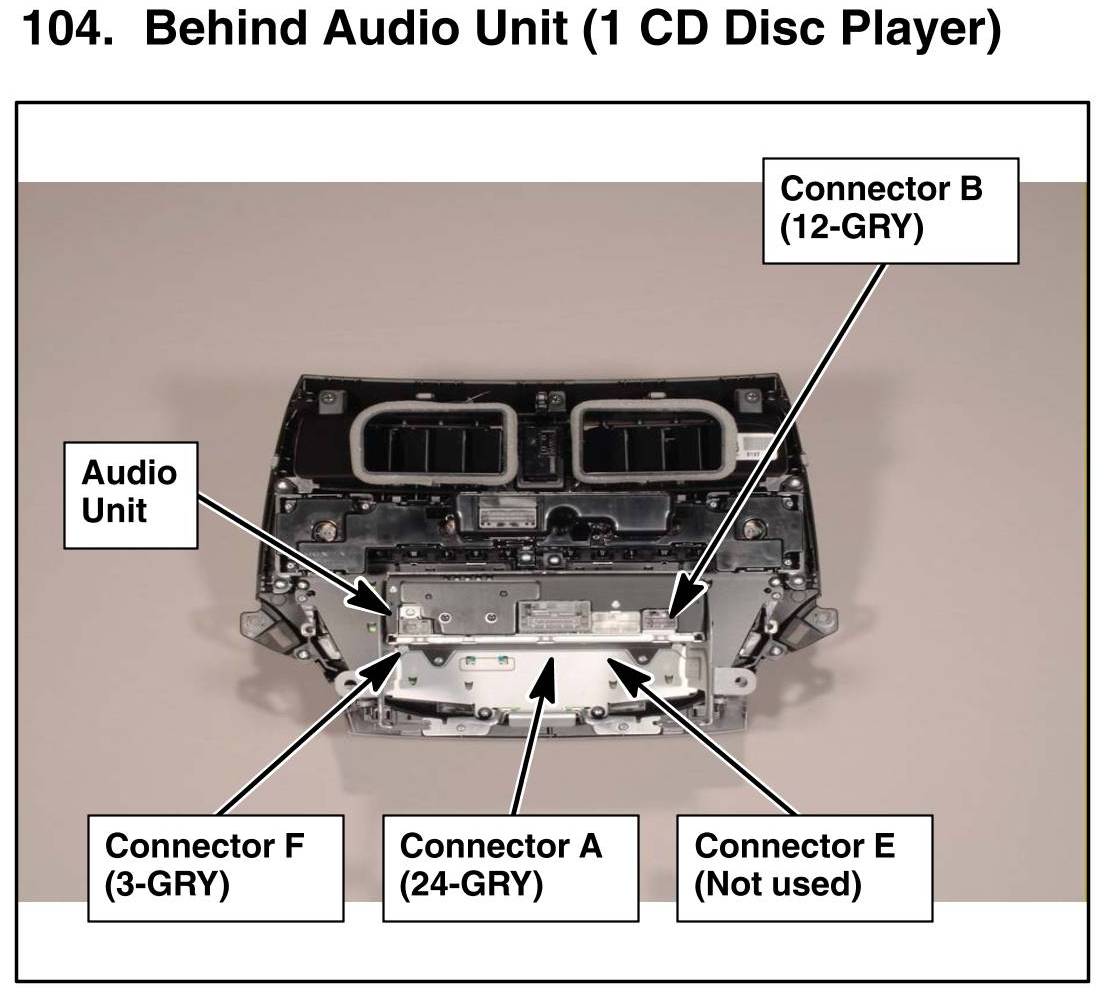 104. Behind Audio Unit (1 CD Disc Player)
Connector B
(12-GRY)
Audio
Unit
Connector F
(3-GRY)
Connector A
(24-GRY)
Connector E
(Not used)